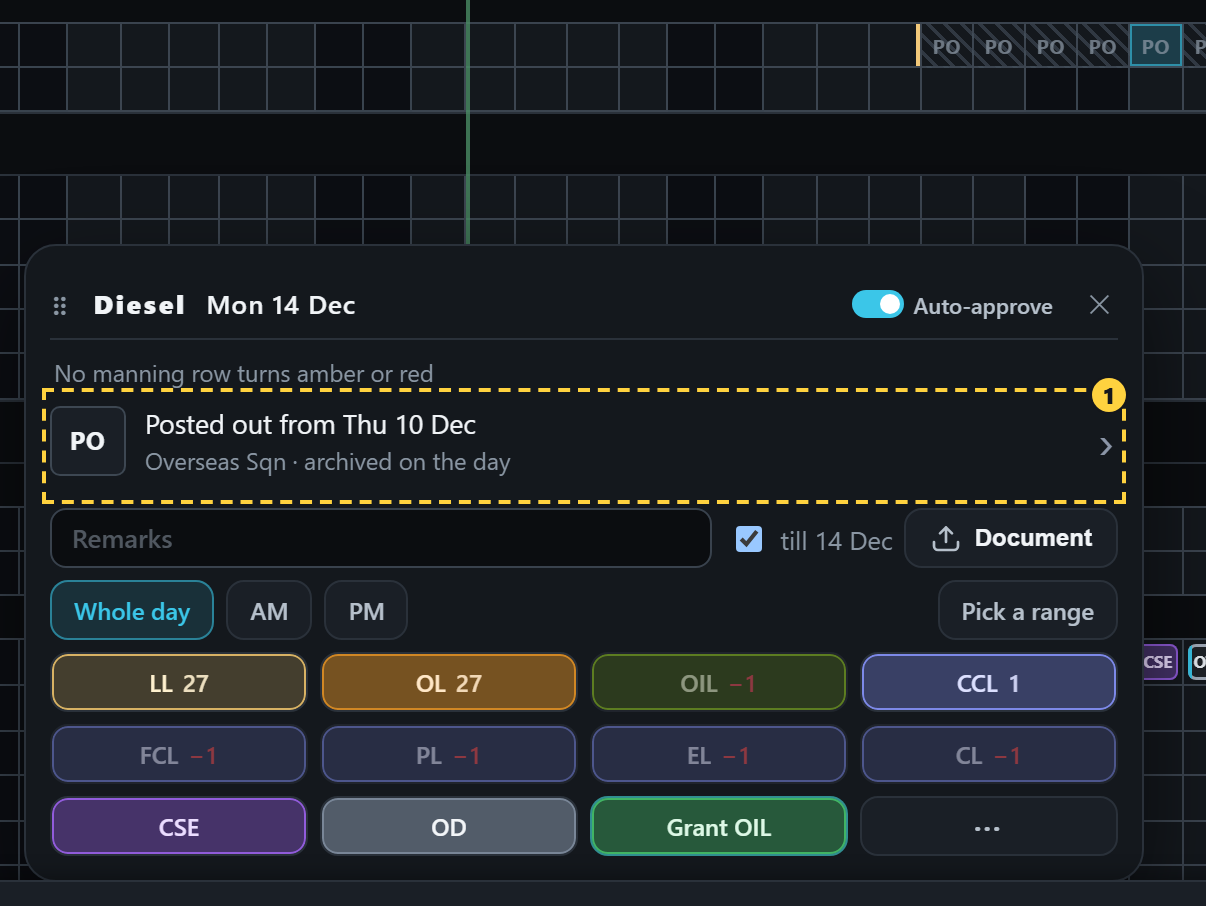 PO PO PO PO PO
Diesel Mon 14 Dec Auto-approve
No manning row turns amber or red
1
PO Posted out from Thu 10 Dec
Overseas Sqn · archived on the day
Remarks till 14 Dec Document
Whole day AM PM Pick a range
CSE
LL 27 OL 27 OIL −1 CCL 1
FCL −1 PL −1 EL −1 CL −1
CSE OD Grant OIL ...